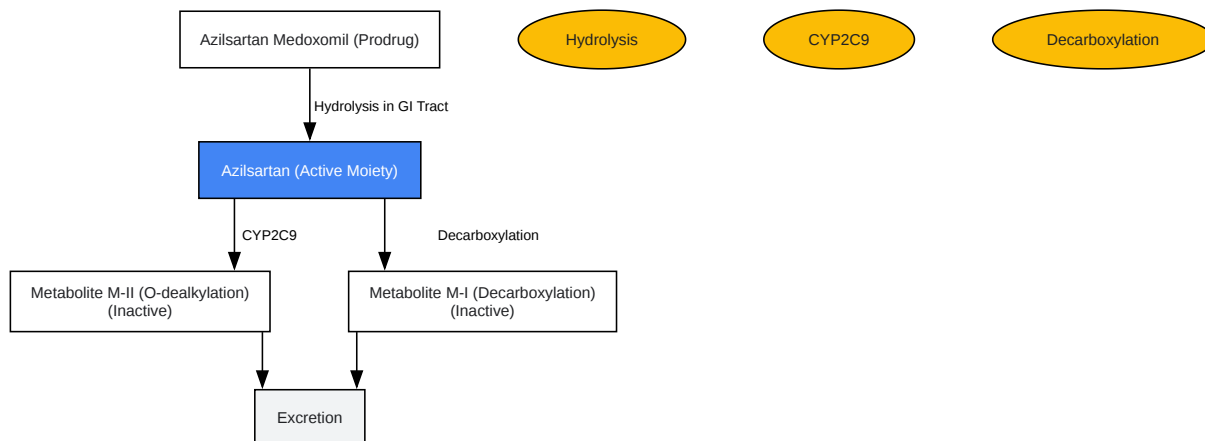 Azilsartan Medoxomil (Prodrug)
Hydrolysis
CYP2C9
Decarboxylation
Hydrolysis in GI Tract
Azilsartan (Active Moiety)
CYP2C9
Decarboxylation
Metabolite M-II (O-dealkylation)
(Inactive)
Metabolite M-I (Decarboxylation)
(Inactive)
Excretion